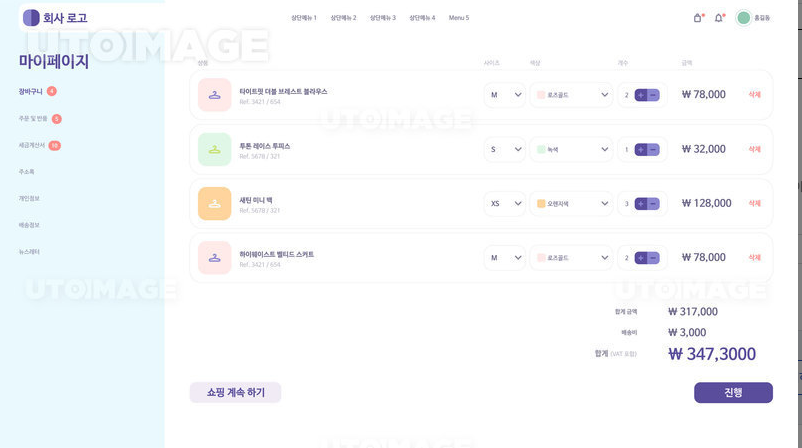 회사 로고
상단메뉴 1 상단메뉴 2 상단메뉴 3 상단메뉴 4 Menu 5
홍길동
UTOIMAGE
마이페이지
상품 사이즈 색상 개수 금액
장바구니 4
주문 및 반품 5
세금계산서 10
주소록
개인정보
배송정보
뉴스레터
타이트핏 더블 브레스트 블라우스
Ref. 3421 / 654
M 로즈골드 2 + − ₩ 78,000 삭제
UTOIMAGE
투톤 레이스 투피스
Ref. 5678 / 321
S 녹색 1 + − ₩ 32,000 삭제
새틴 미니 백
Ref. 5678 / 321
XS 오렌지색 3 + − ₩ 128,000 삭제
하이웨이스트 벨티드 스커트
Ref. 3421 / 654
M 로즈골드 2 + − ₩ 78,000 삭제
UTOIMAGE UTOIMAGE
합계 금액 ₩ 317,000
배송비 ₩ 3,000
합계 (VAT 포함) ₩ 347,3000
쇼핑 계속 하기 진행
UTOIMAGE